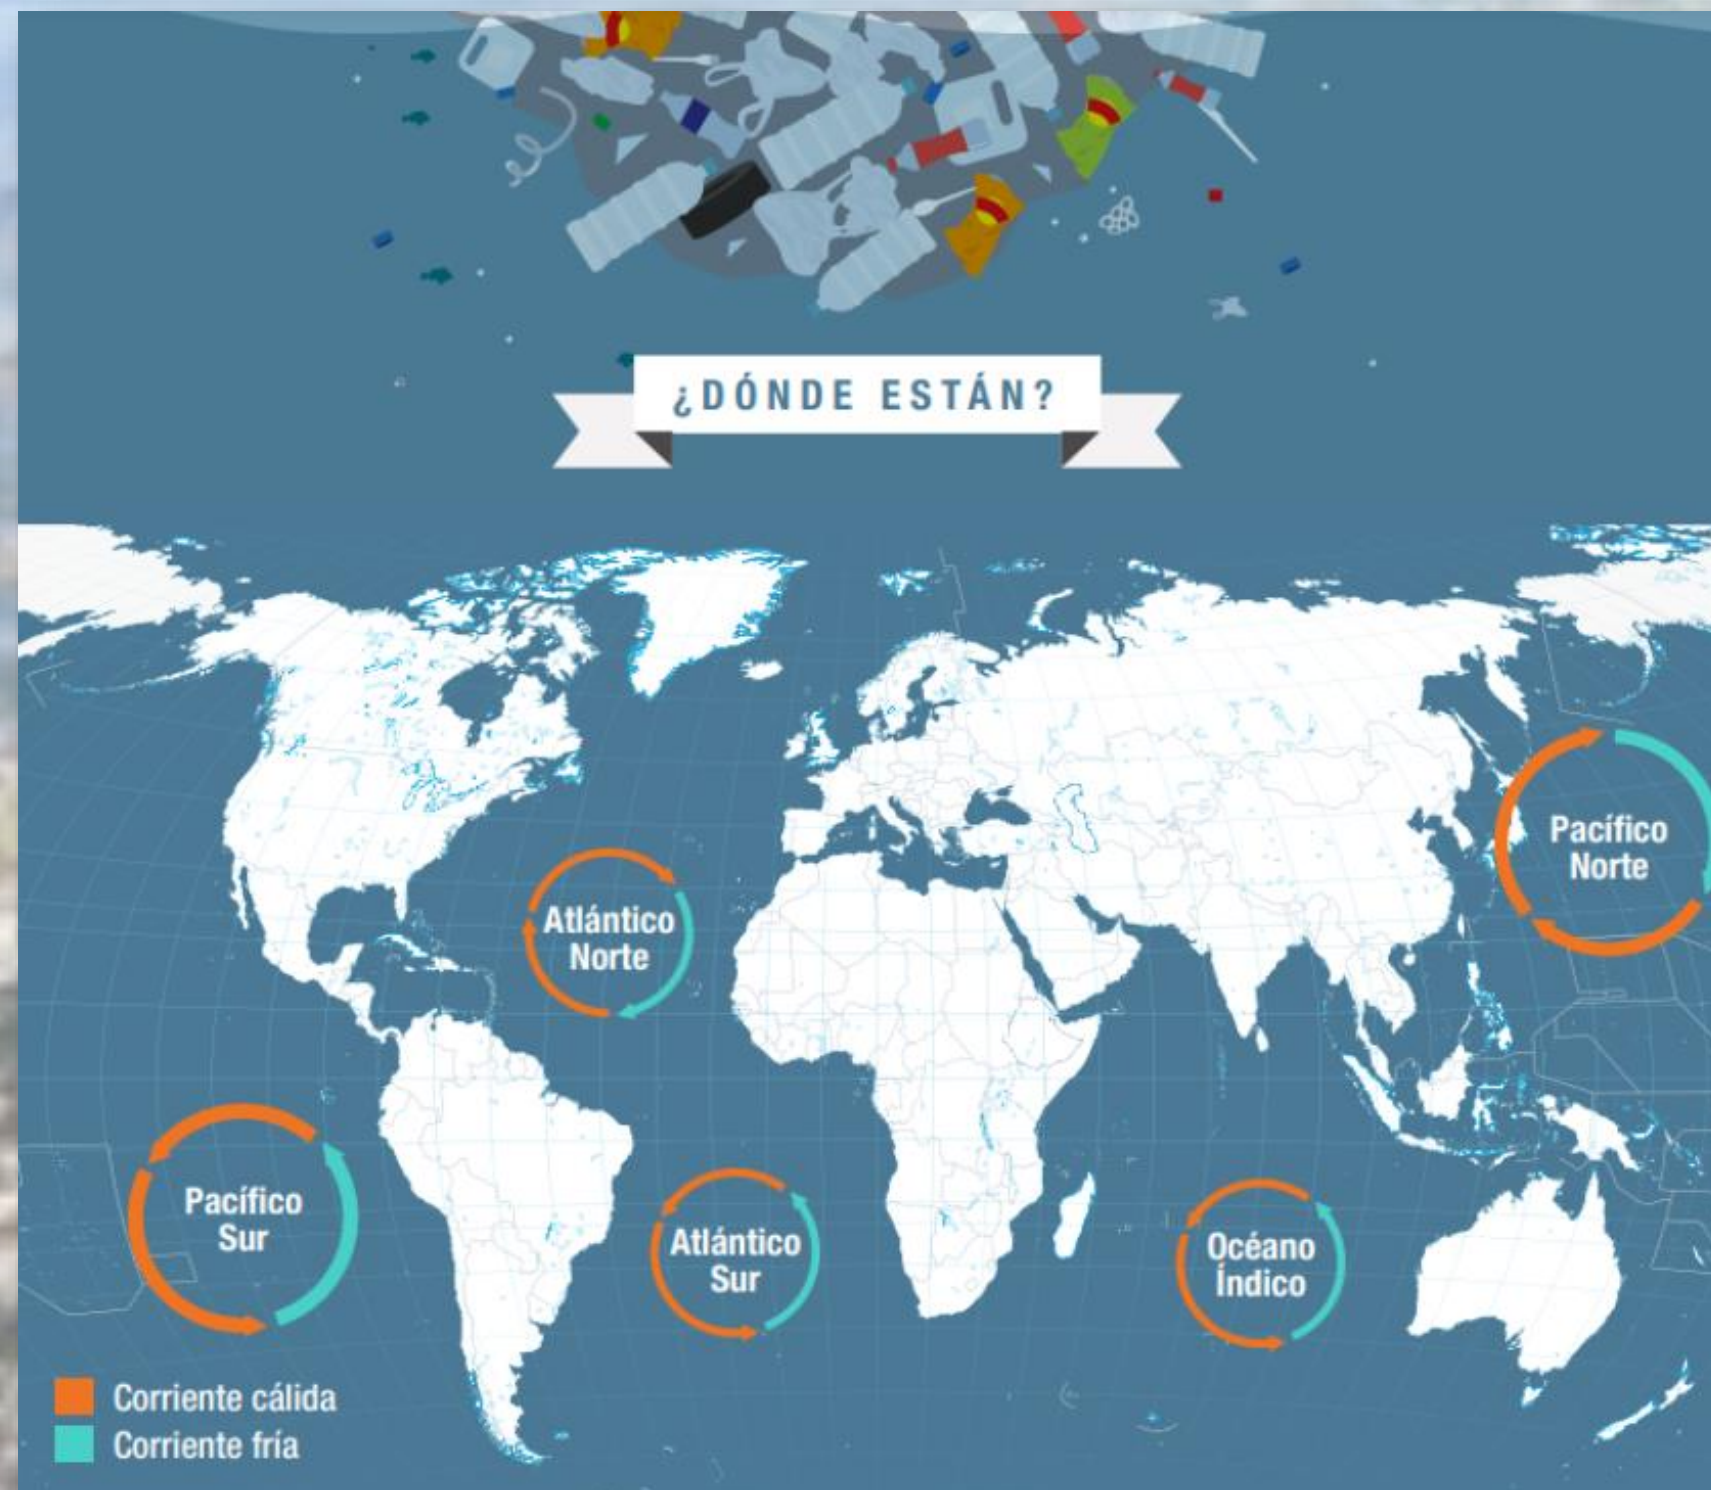 ¿DÓNDE ESTÁN?
Pacífico
Norte
Atlántico
Norte
Pacífico
Sur
Atlántico
Sur
Océano
Índico
Corriente cálida
Corriente fría